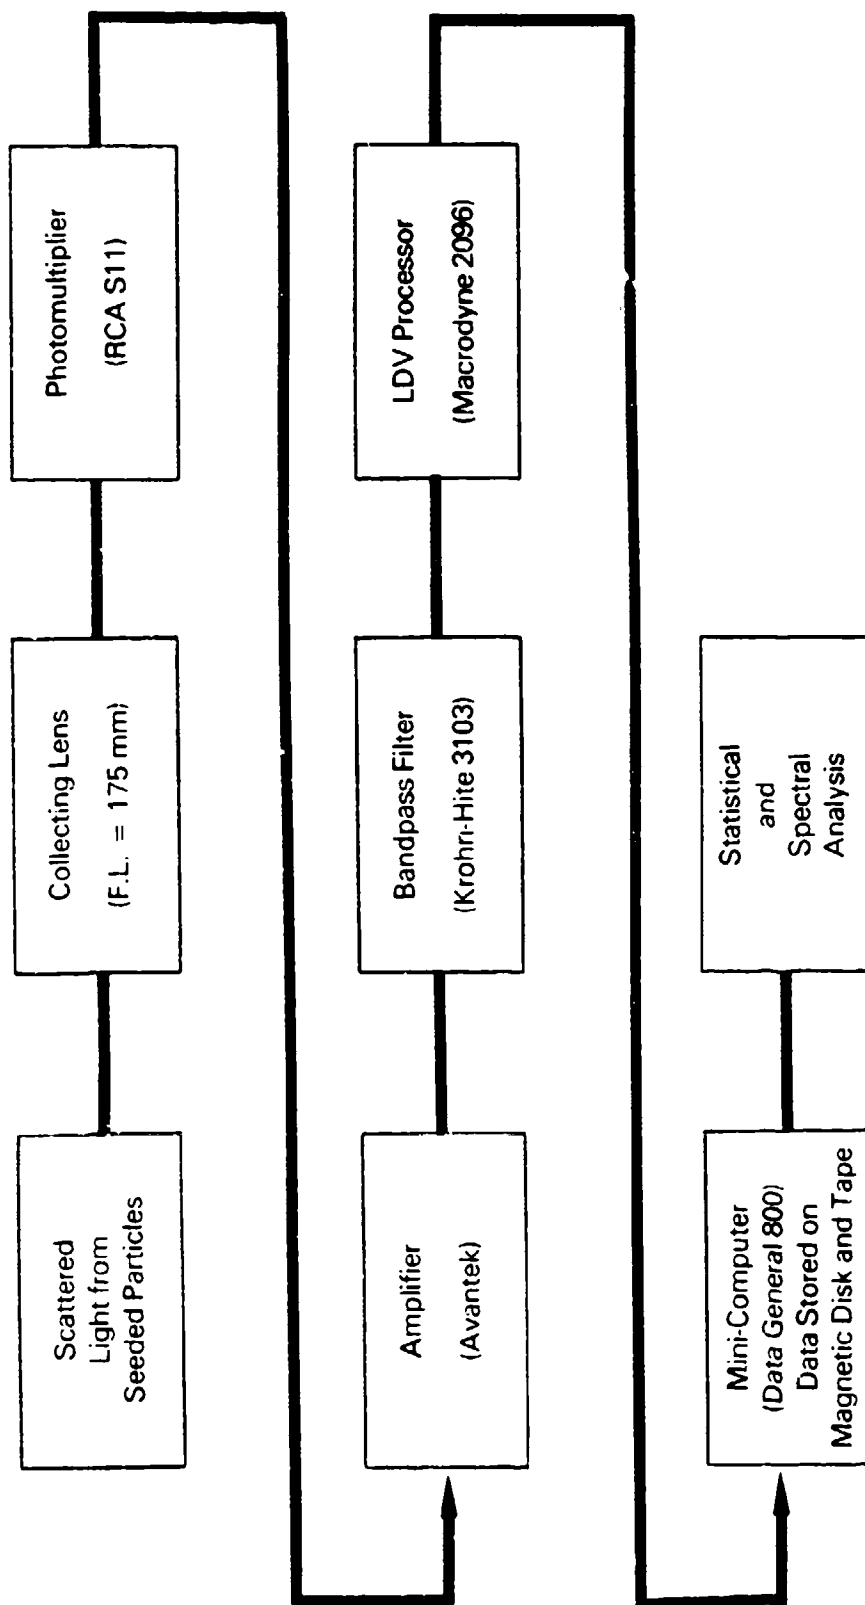 Scattered
Light from
Seeded Particles
Collecting Lens
(F.L. = 175 mm)
Photomultiplier
(RCA S11)
Amplifier
(Avantek)
Bandpass Filter
(Krohn-Hite 3103)
LDV Processor
(Macrodyne 2096)
Mini-Computer
(Data General 800)
Data Stored on
Magnetic Disk and Tape
Statistical
and
Spectral
Analysis